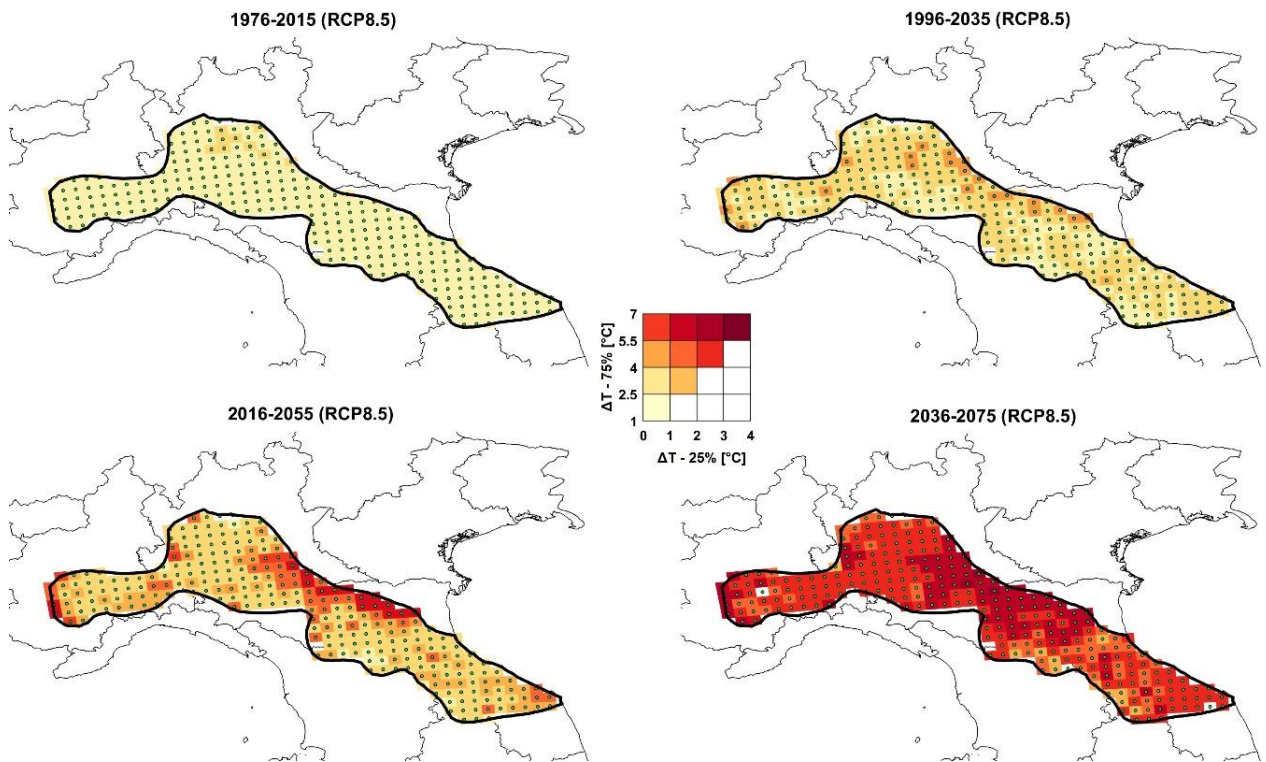 1976-2015 (RCP8.5)
1996-2035 (RCP8.5)
ΔT - 75% [°C]
7
5.5
4
2.5
1
0 1 2 3 4
ΔT - 25% [°C]
2016-2055 (RCP8.5)
2036-2075 (RCP8.5)